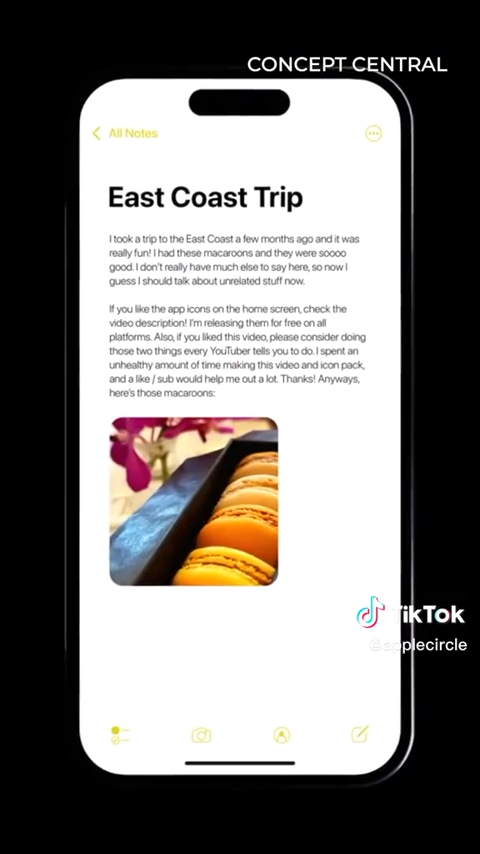 CONCEPT CENTRAL
All Notes
East Coast Trip
I took a trip to the East Coast a few months ago and it was
really fun! I had these macaroons and they were soooo
good. I don't really have much else to say here, so now I
guess I should talk about unrelated stuff now.
If you like the app icons on the home screen, check the
video description! I'm releasing them for free on all
platforms. Also, if you liked this video, please consider doing
those two things every YouTuber tells you to do. I spent an
unhealthy amount of time making this video and icon pack,
and a like / sub would help me out a lot. Thanks! Anyways,
here's those macaroons:
TikTok
@applecircle